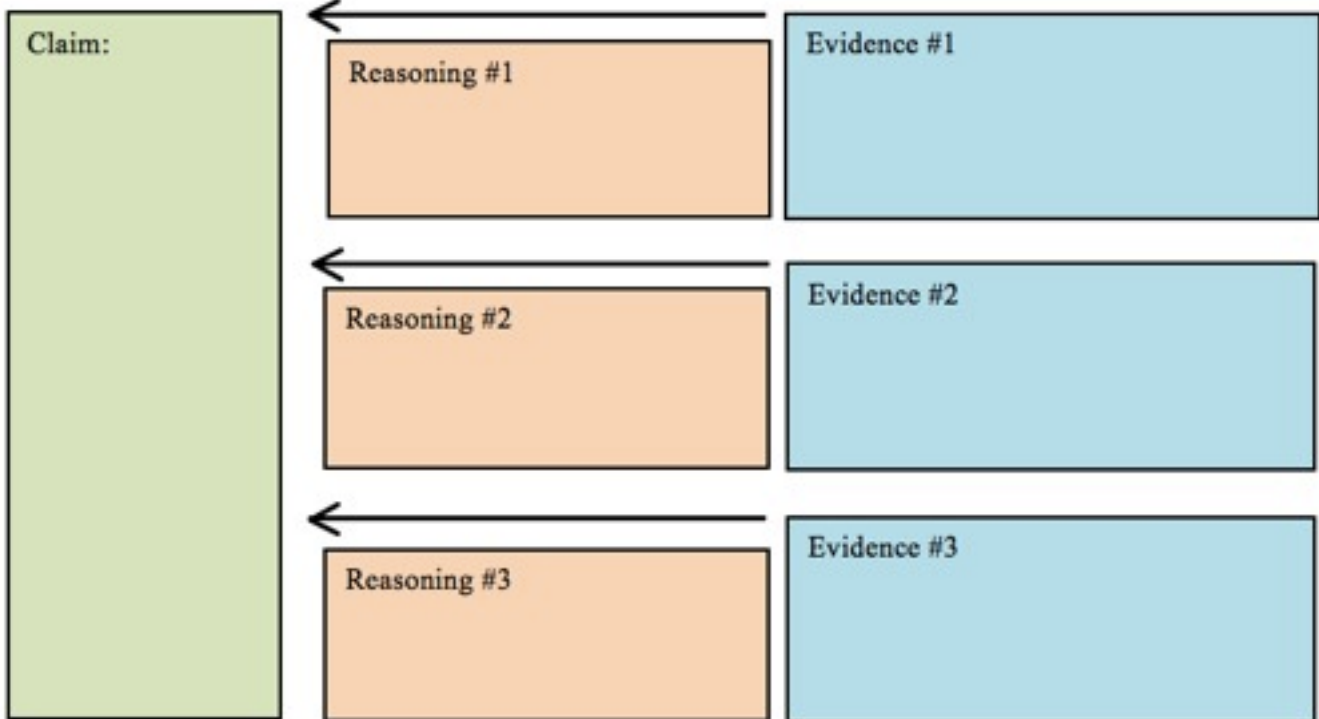 Claim:
Reasoning #1
Evidence #1
Reasoning #2
Evidence #2
Reasoning #3
Evidence #3